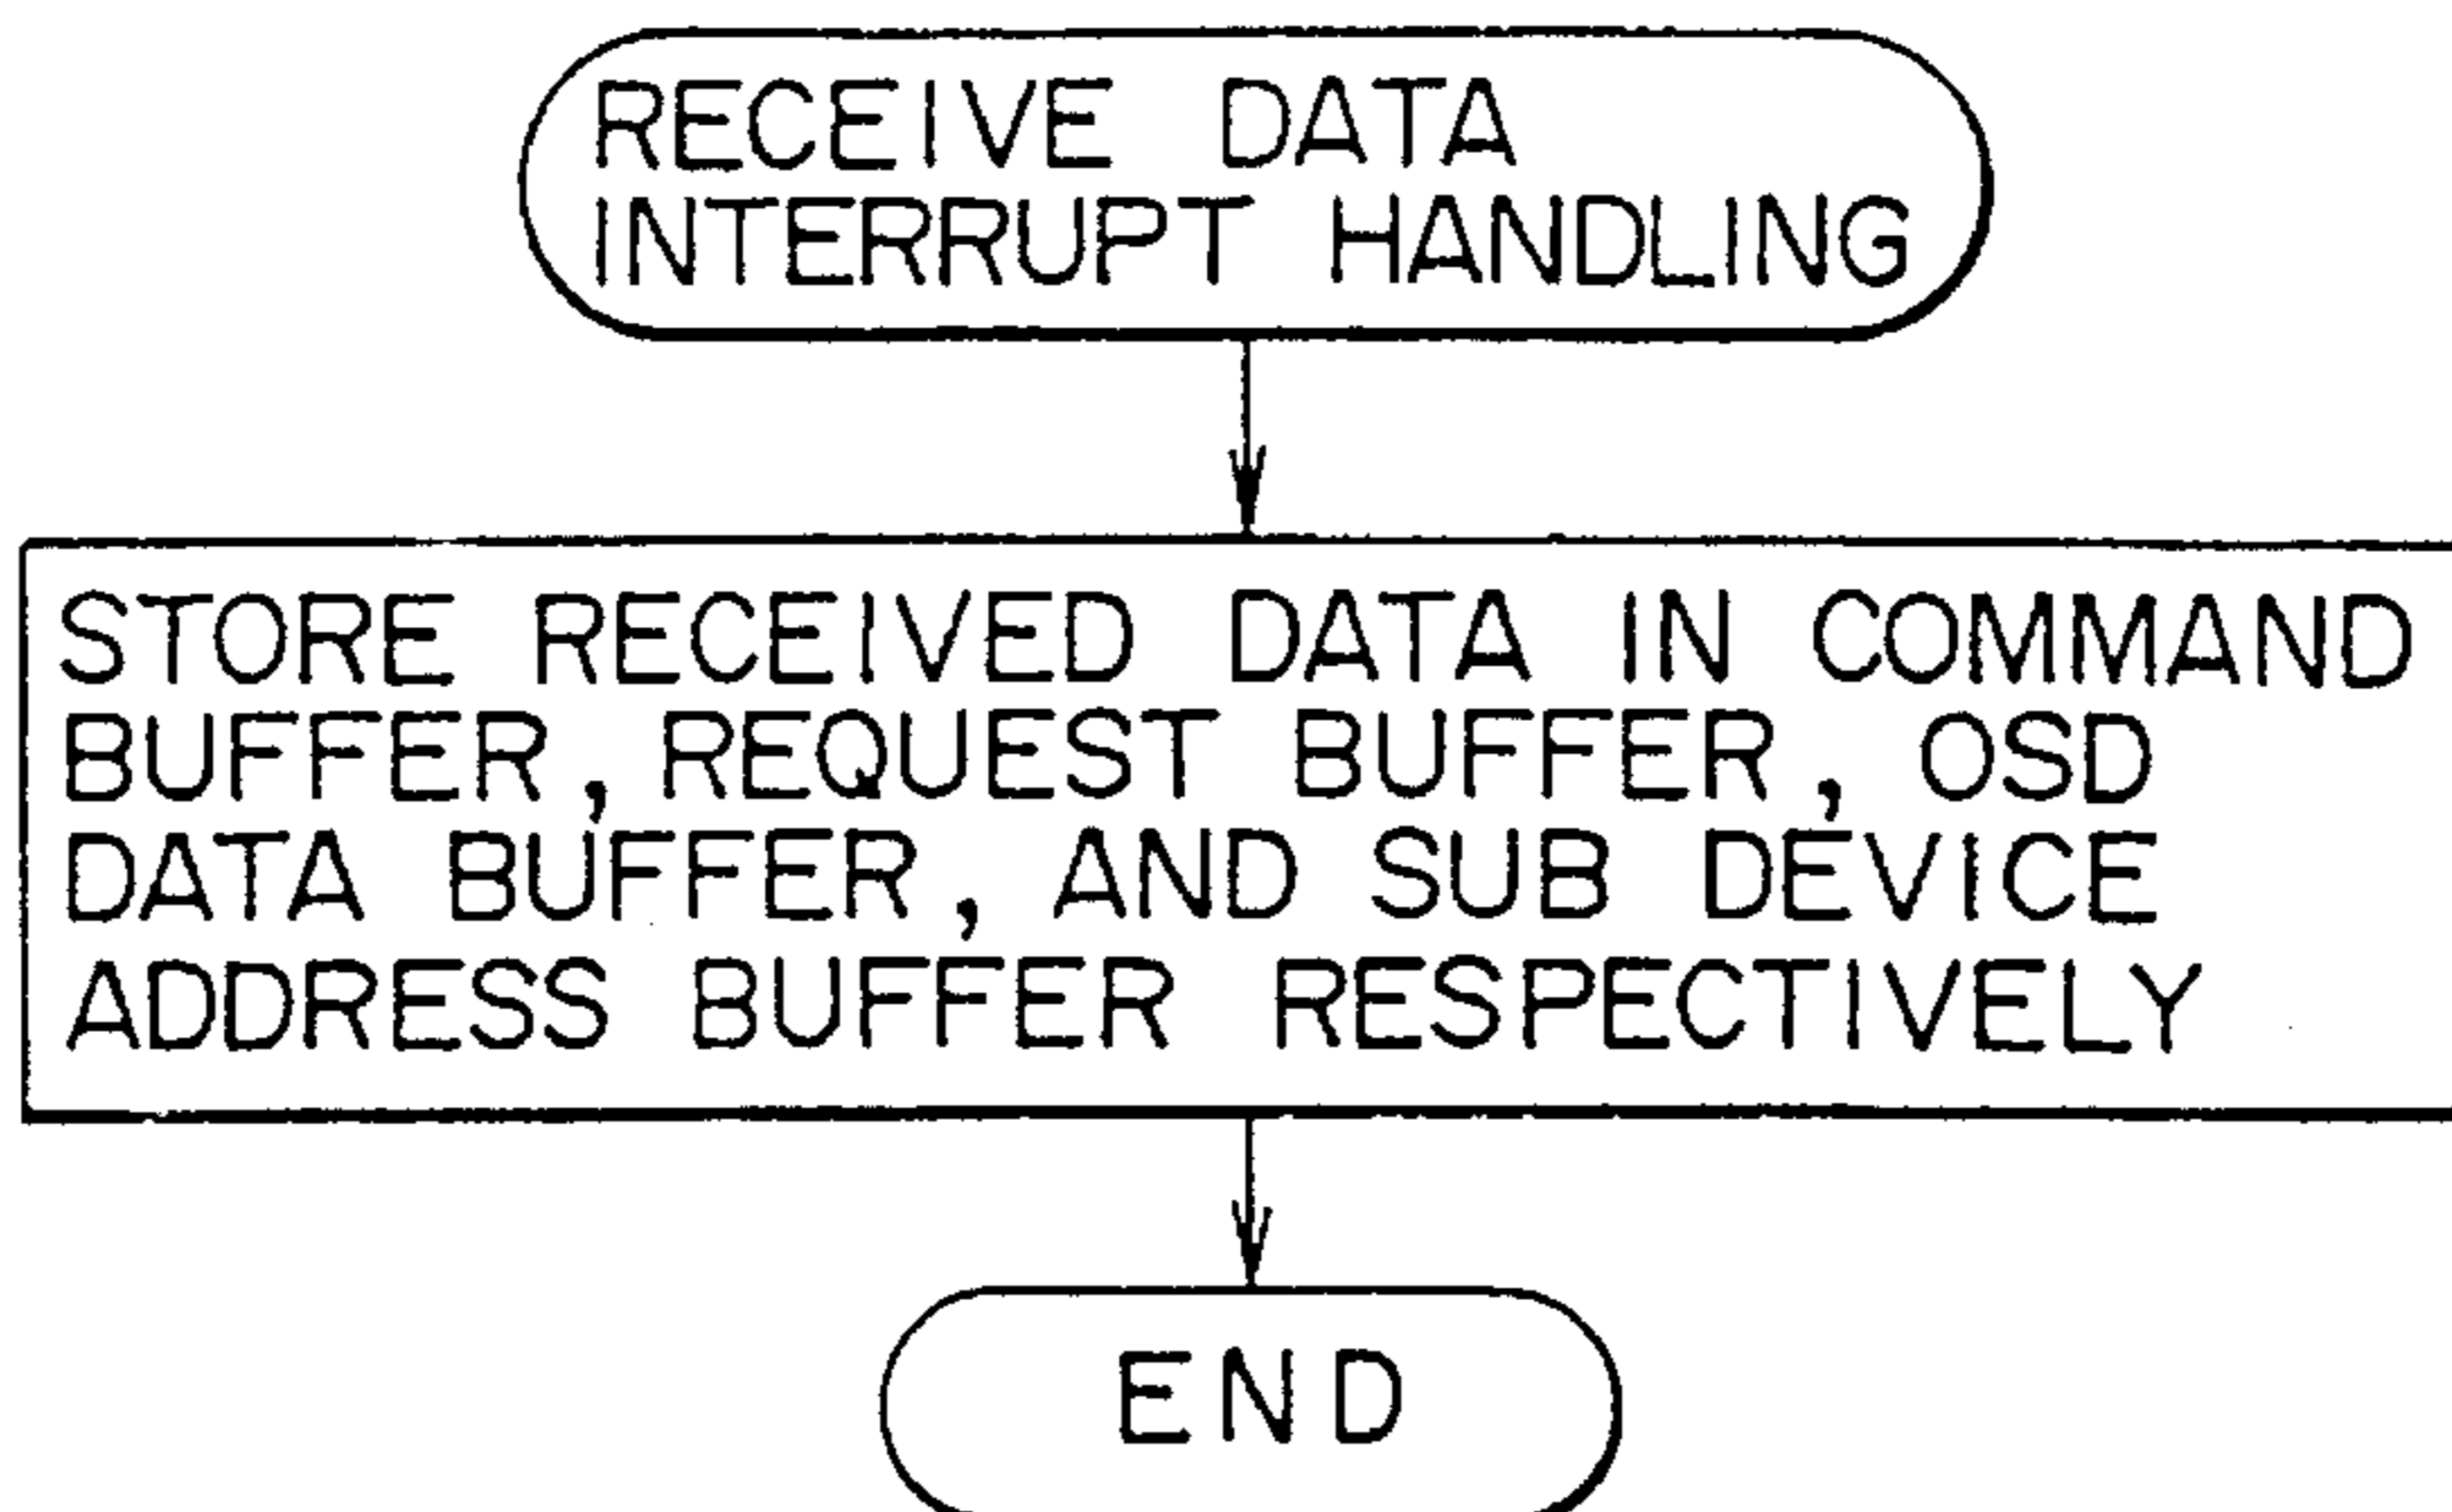 RECEIVE DATA
INTERRUPT HANDLING
STORE RECEIVED DATA IN COMMAND
BUFFER, REQUEST BUFFER, OSD
DATA BUFFER, AND SUB DEVICE
ADDRESS BUFFER RESPECTIVELY
END